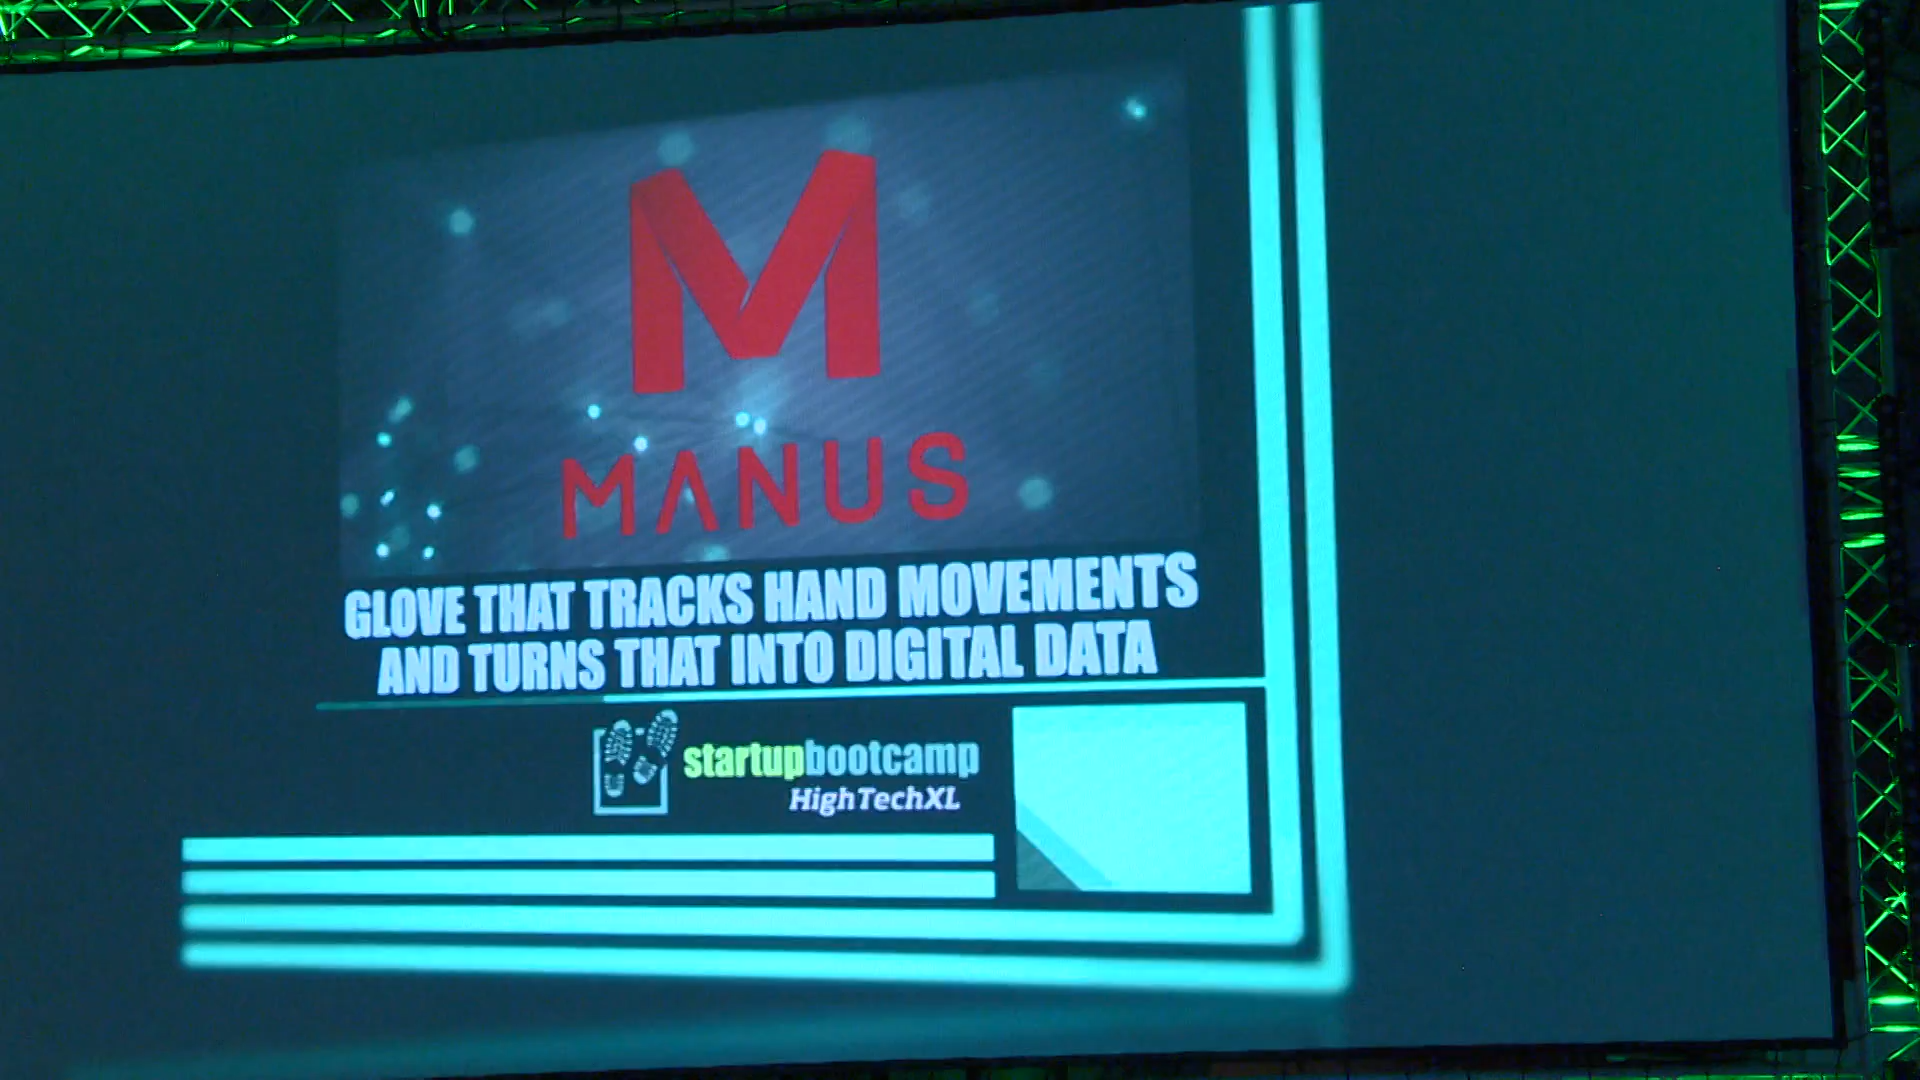 M
MANUS
GLOVE THAT TRACKS HAND MOVEMENTS
AND TURNS THAT INTO DIGITAL DATA
startupbootcamp
HighTechXL